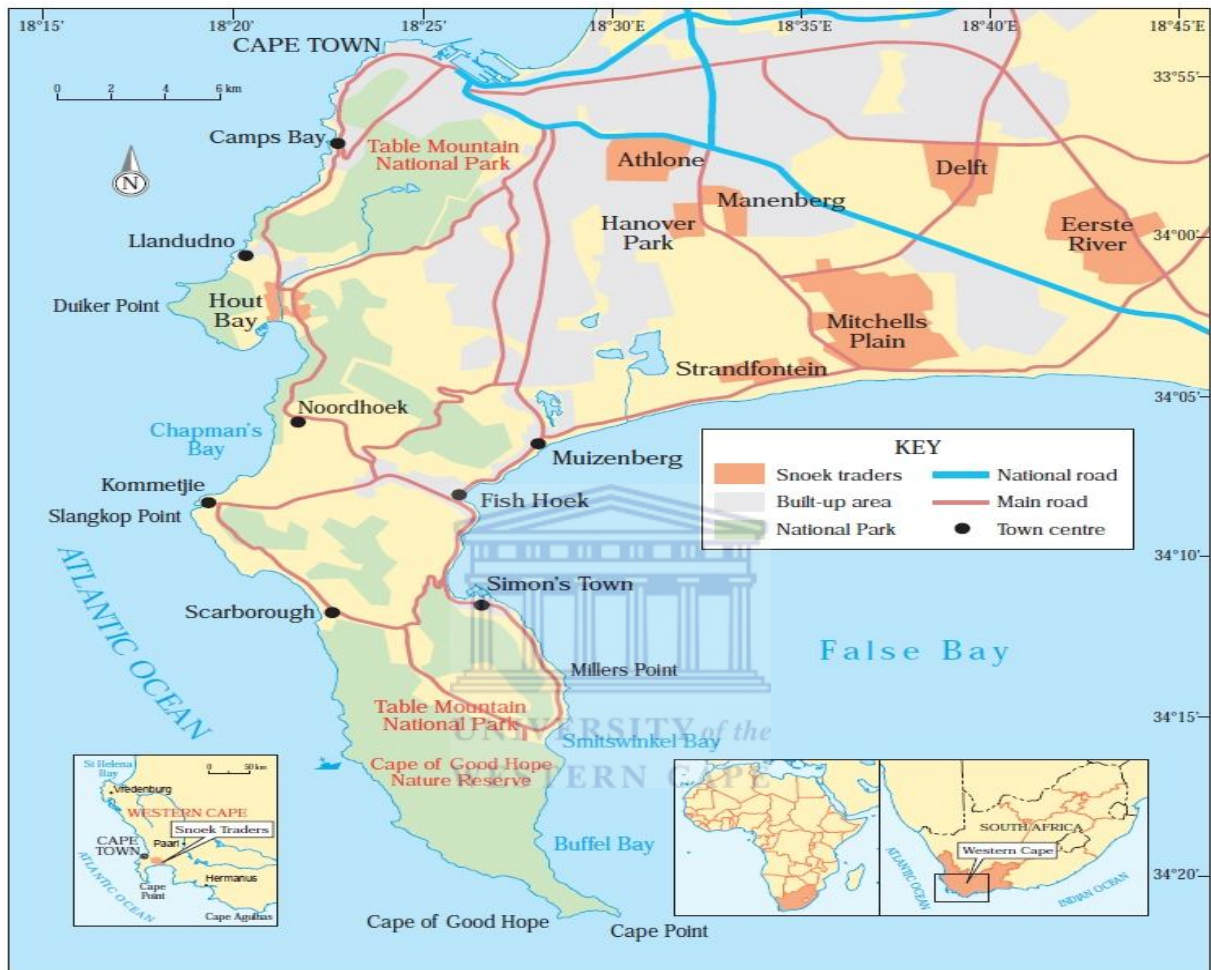 18°15' 18°20' 18°25' 18°30'E 18°35'E 18°40'E 18°45'E
CAPE TOWN
33°55'
0 2 4 6 km
Camps Bay
Table Mountain
National Park
N
Athlone
Delft
Manenberg
Hanover
Park
Eerste
River
Llandudno
34°00'
Duiker Point
Hout
Bay
Mitchells
Plain
Strandfontein
Noordhoek
34°05'
Chapman's
Bay
Muizenberg
KEY
Snoek traders
National road
Built-up area
Main road
National Park
Town centre
Kommetjie
Slangkop Point
Fish Hoek
34°10'
ATLANTIC OCEAN
Simon's Town
Scarborough
False Bay
Millers Point
Table Mountain
National Park
34°15'
UNIVERSITY of the
WESTERN CAPE
Smitswinkel Bay
Cape of Good Hope
Nature Reserve
Buffel Bay
34°20'
Cape of Good Hope
Cape Point
St Helena
Bay
0 50 km
Vredenburg
WESTERN CAPE
Snoek Traders
CAPE
TOWN
Paarl
ATLANTIC OCEAN
Cape
Point
Hermanus
Cape Agulhas
SOUTH AFRICA
Western Cape
ATLANTIC OCEAN
INDIAN OCEAN